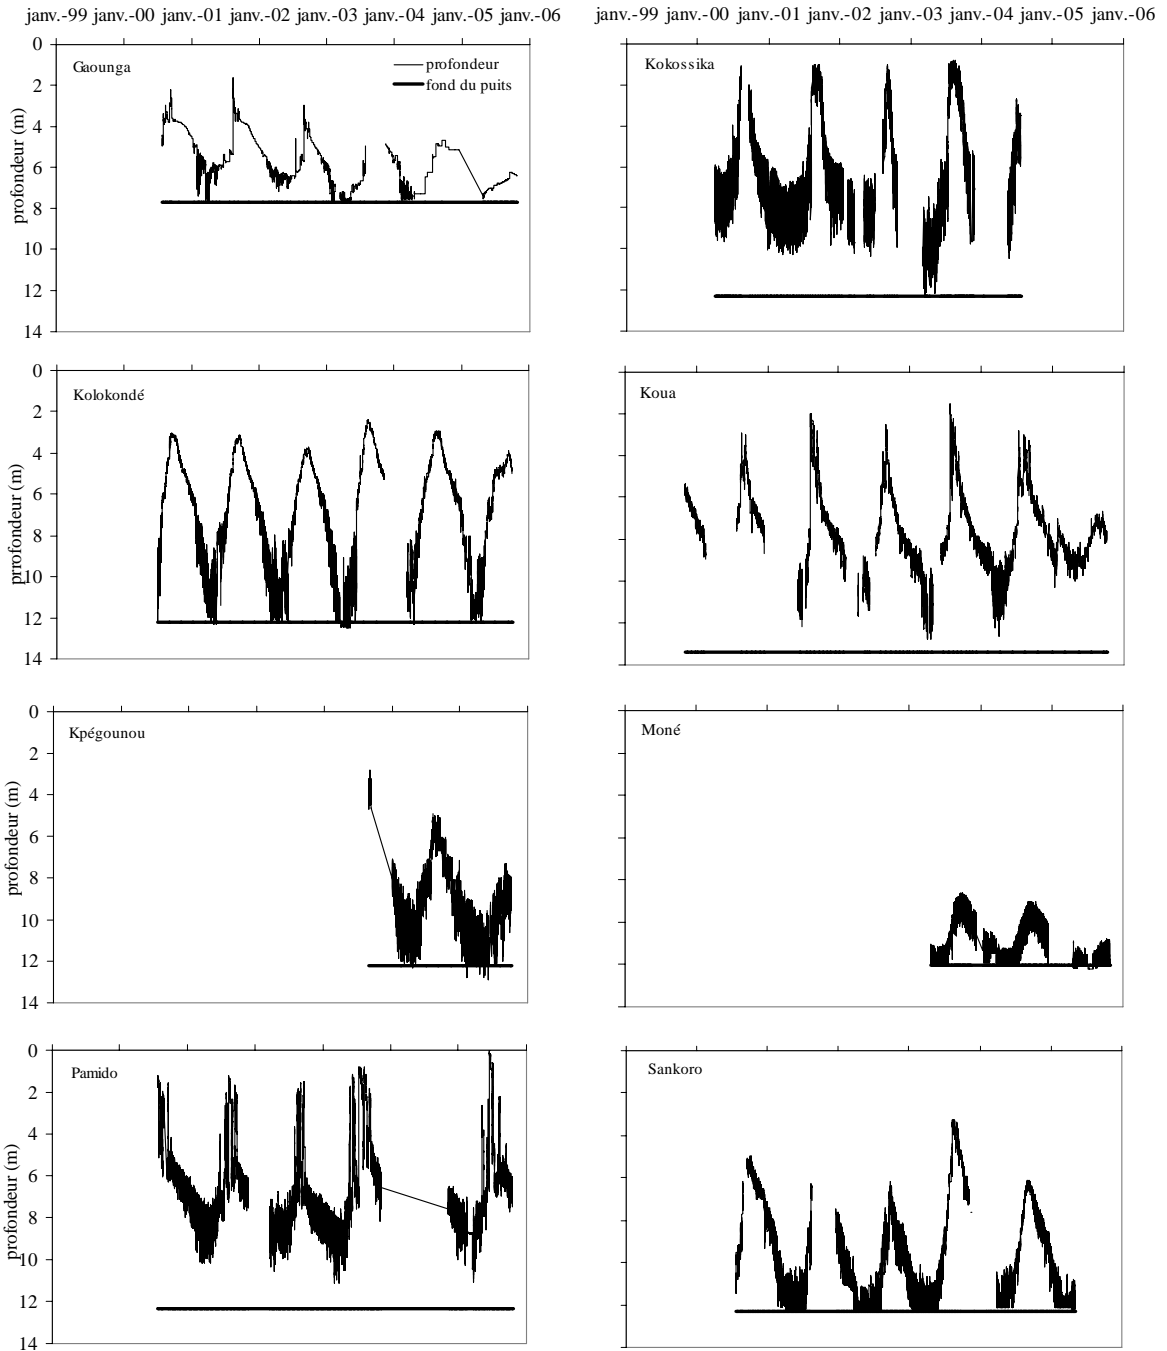 janv.-99 janv.-00 janv.-01 janv.-02 janv.-03 janv.-04 janv.-05 janv.-06
janv.-99 janv.-00 janv.-01 janv.-02 janv.-03 janv.-04 janv.-05 janv.-06
Gaounga
profondeur
fond du puits
profondeur (m)
0
2
4
6
8
10
12
14
Kokossika
Kolokondé
prrofondeur (m)
0
2
4
6
8
10
12
14
Koua
Kpégounou
profondeur (m)
0
2
4
6
8
10
12
14
Moné
Pamido
profondeur (m)
0
2
4
6
8
10
12
14
Sankoro